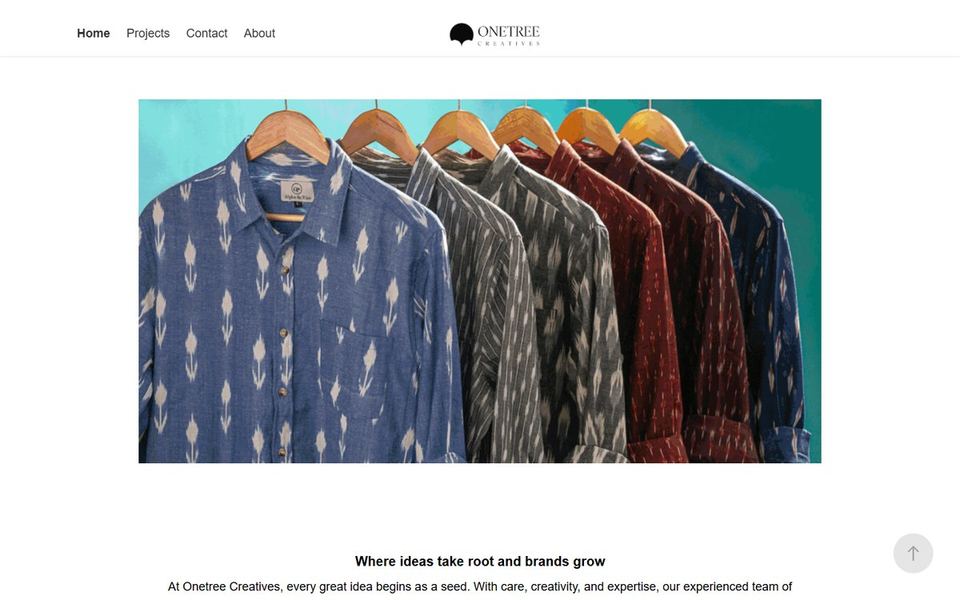 Home Projects Contact About
ONETREE
CREATIVES
Where ideas take root and brands grow
At Onetree Creatives, every great idea begins as a seed. With care, creativity, and expertise, our experienced team of